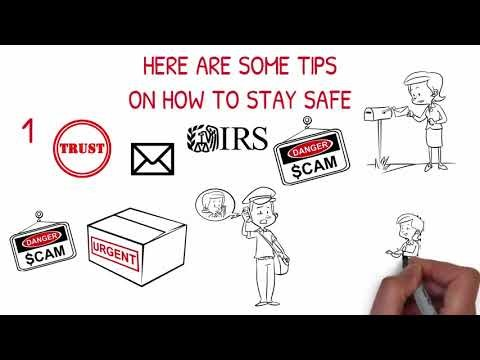 HERE ARE SOME TIPS
ON HOW TO STAY SAFE
1
TRUST
IRS
DANGER
$CAM
DANGER
$CAM
URGENT